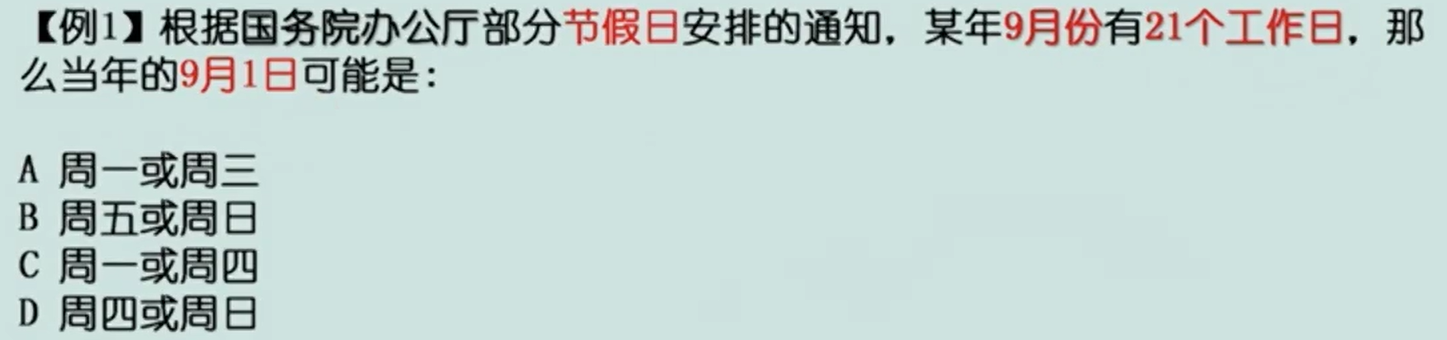 【例1】根据国务院办公厅部分节假日安排的通知，某年9月份有21个工作日，那
么当年的9月1日可能是：
A 周一或周三
B 周五或周日
C 周一或周四
D 周四或周日